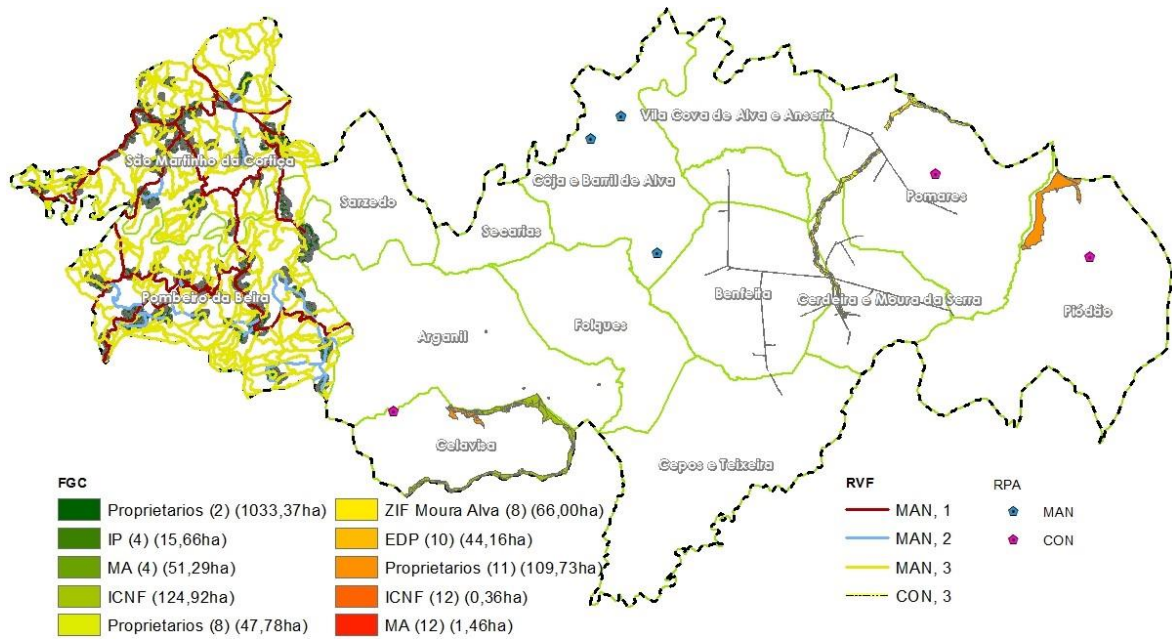 Vila Cova de Alva e Anseriz
São Martinho da Cortiça
Côja e Barril de Alva
Sarzedo
Pomares
Secarias
Pombeiro da Beira
Benfeita
Cerdeira e Moura da Serra
Piódão
Arganil
Folques
Celavisa
Cepos e Teixeira
FGC
Proprietarios (2) (1033,37ha)
IP (4) (15,66ha)
MA (4) (51,29ha)
ICNF (124,92ha)
Proprietarios (8) (47,78ha)
ZIF Moura Alva (8) (66,00ha)
EDP (10) (44,16ha)
Proprietarios (11) (109,73ha)
ICNF (12) (0,36ha)
MA (12) (1,46ha)
RVF
MAN, 1
MAN, 2
MAN, 3
CON, 3
RPA
MAN
CON